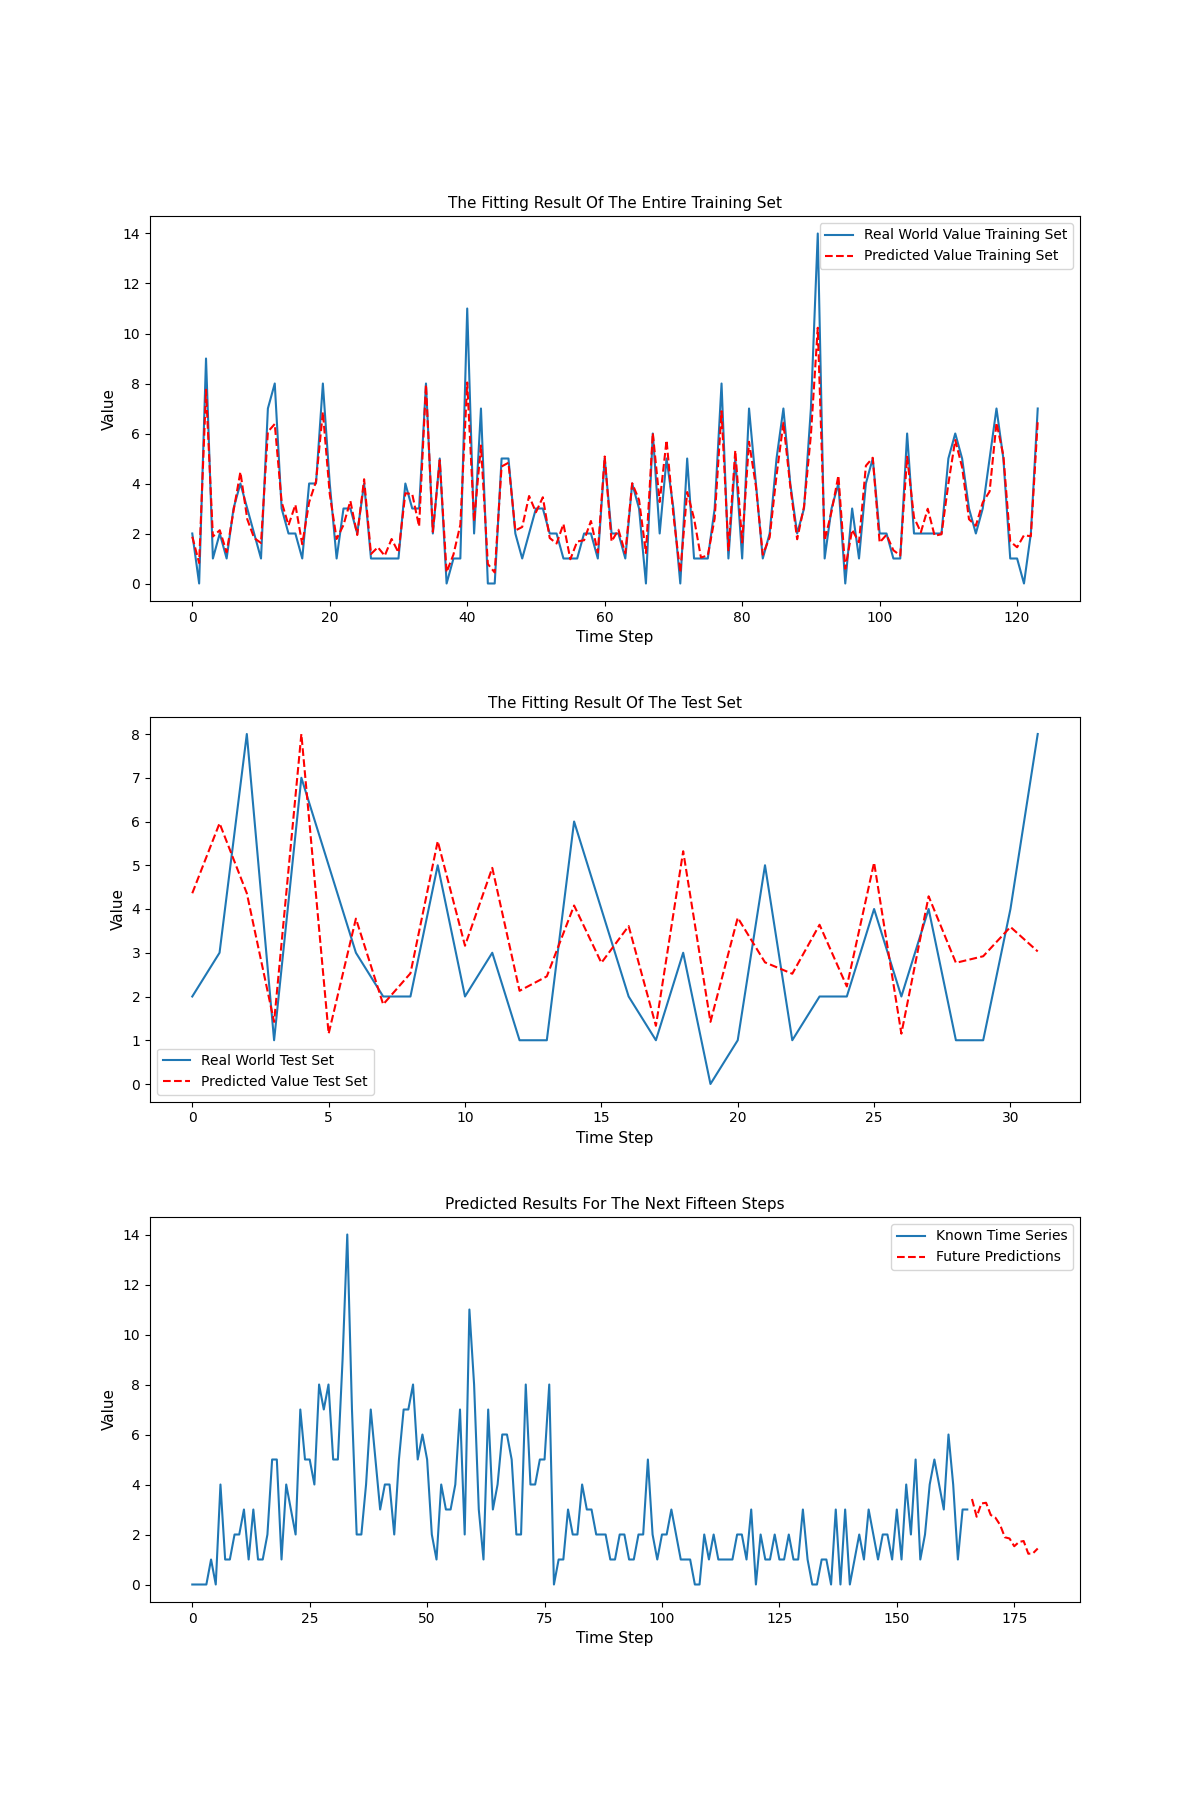 The Fitting Result Of The Entire Training Set
14
12
10
8
6
4
2
0
Value
Real World Value Training Set
Predicted Value Training Set
0 20 40 60 80 100 120
Time Step
The Fitting Result Of The Test Set
8
7
6
5
4
3
2
1
0
Value
Real World Test Set
Predicted Value Test Set
0 5 10 15 20 25 30
Time Step
Predicted Results For The Next Fifteen Steps
14
12
10
8
6
4
2
0
Value
Known Time Series
Future Predictions
0 25 50 75 100 125 150 175
Time Step